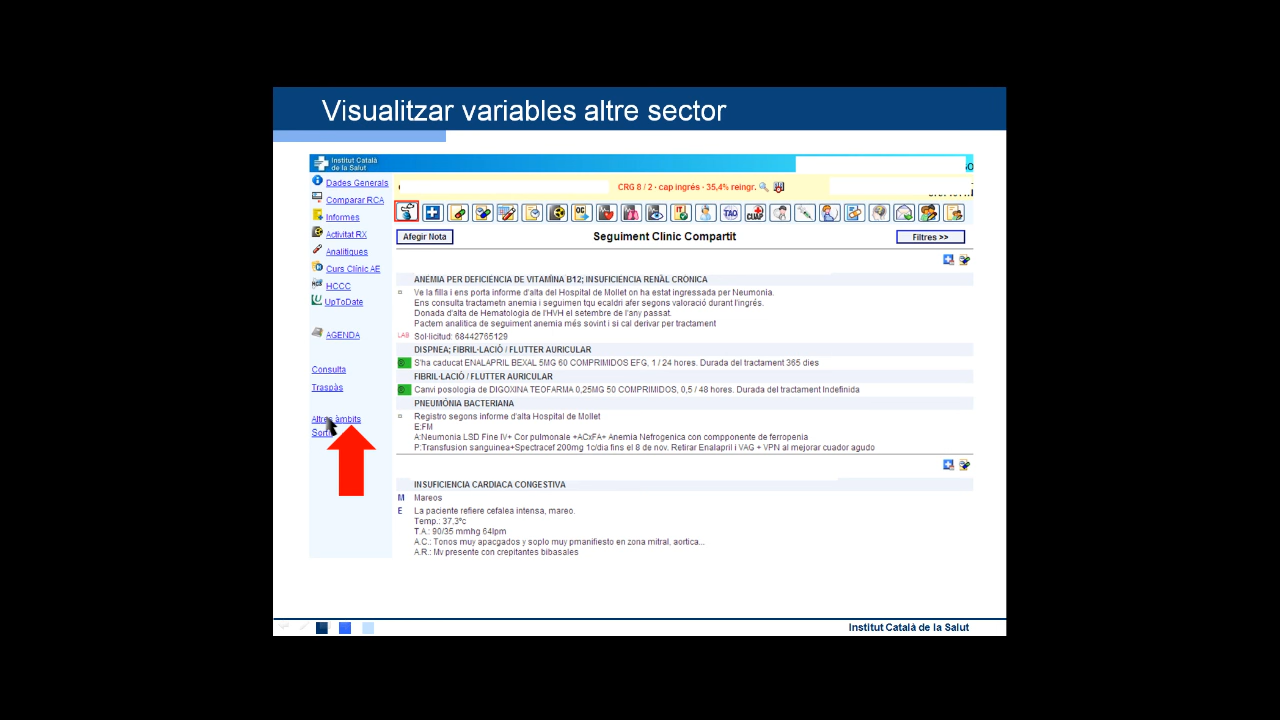 Visualitzar variables altre sector
Institut Català
de la Salut
Dades Generals
Comparar RCA
Informes
Activitat RX
Analítiques
Curs Clínic AE
HCCC
UpToDate
AGENDA
Consulta
Traspàs
Altres àmbits
CRG 8 / 2 - cap ingrés - 35,4% reingr.
TAO
CUAP
Afegir Nota
Seguiment Clinic Compartit
Filtres >>
ANEMIA PER DEFICIÈNCIA DE VITAMINA B12; INSUFICIENCIA RENAL CRONICA
Ve la filla i ens porta informe d'alta del Hospital de Mollet on ha estat ingressada per Neumonia.
Ens consulta tractametn anemia i seguimen tqu ecaldri afer segons valoració durant l'ingrés.
Donada d'alta de Hematologia de l'HVH el setembre de l'any passat.
Pactem analitica de seguiment anemia més sovint i si cal derivar per tractament
LAB Sol·licitud: 68442765129
DISPNEA; FIBRIL·LACIÓ / FLUTTER AURICULAR
S'ha caducat ENALAPRIL BEXAL 5MG 60 COMPRIMIDOS EFG, 1 / 24 hores. Durada del tractament 365 dies
FIBRIL·LACIÓ / FLUTTER AURICULAR
Canvi posologia de DIGOXINA TEOFARMA 0,25MG 50 COMPRIMIDOS, 0,5 / 48 hores. Durada del tractament Indefinida
PNEUMÒNIA BACTERIANA
Registro segons informe d'alta Hospital de Mollet
E:FM
A:Neumonia LSD Fine IV+ Cor pulmonale +ACxFA+ Anemia Nefrogenica con compponente de ferropenia
P:Transfusion sanguinea+Spectracef 200mg 1c/dia fins el 8 de nov. Retirar Enalapril i VAG + VPN al mejorar cuador agudo
INSUFICIENCIA CARDIACA CONGESTIVA
M Mareos
E La paciente refiere cefalea intensa, mareo.
Temp.: 37,3ºc
T.A.: 90/35 mmhg 64lpm
A.C.: Tonos muy apacgados y soplo muy pmanifiesto en zona mitral, aortica...
A.R.: Mv presente con crepitantes bibasales
Institut Català de la Salut